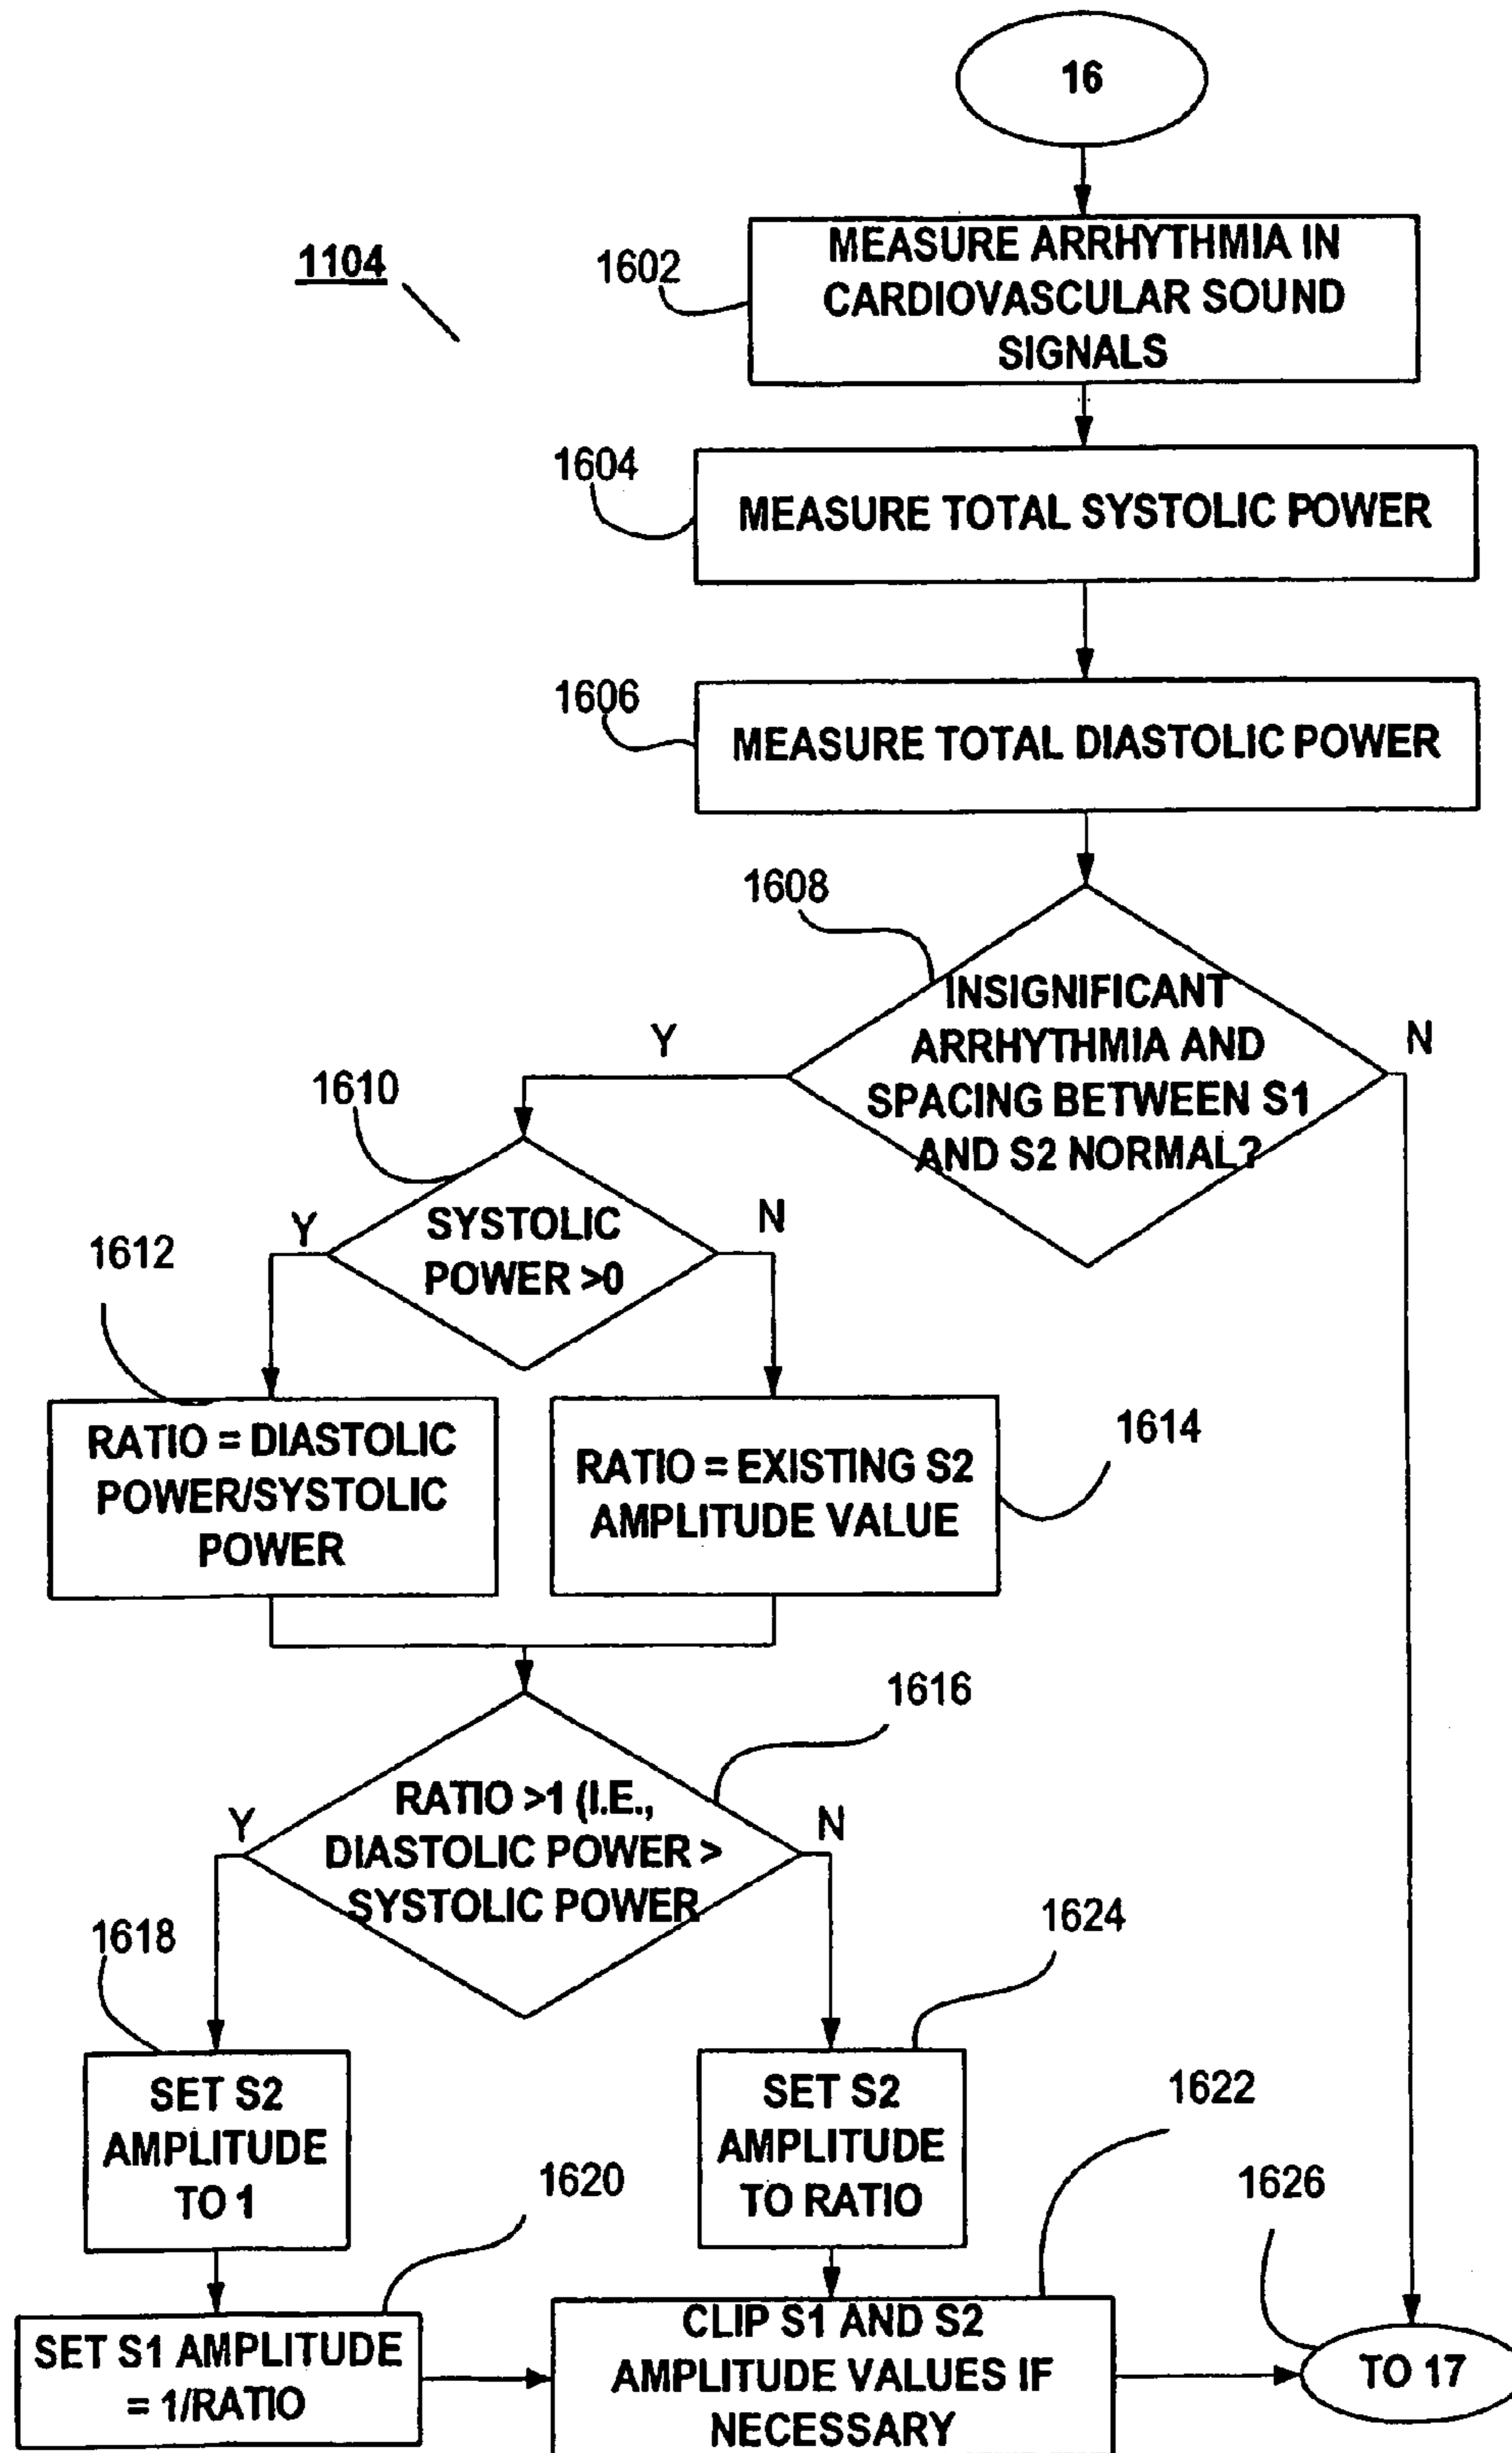 16
1104
1602
MEASURE ARRHYTHMIA IN
CARDIOVASCULAR SOUND
SIGNALS
1604
MEASURE TOTAL SYSTOLIC POWER
1606
MEASURE TOTAL DIASTOLIC POWER
1608
INSIGNIFICANT
ARRHYTHMIA AND
SPACING BETWEEN S1
AND S2 NORMAL?
Y
N
1610
SYSTOLIC
POWER >0
Y
N
1612
RATIO = DIASTOLIC
POWER/SYSTOLIC
POWER
RATIO = EXISTING S2
AMPLITUDE VALUE
1614
1616
RATIO >1 (I.E.,
DIASTOLIC POWER >
SYSTOLIC POWER
Y
N
1618
SET S2
AMPLITUDE
TO 1
1624
SET S2
AMPLITUDE
TO RATIO
1620
SET S1 AMPLITUDE
= 1/RATIO
1622
CLIP S1 AND S2
AMPLITUDE VALUES IF
NECESSARY
1626
TO 17